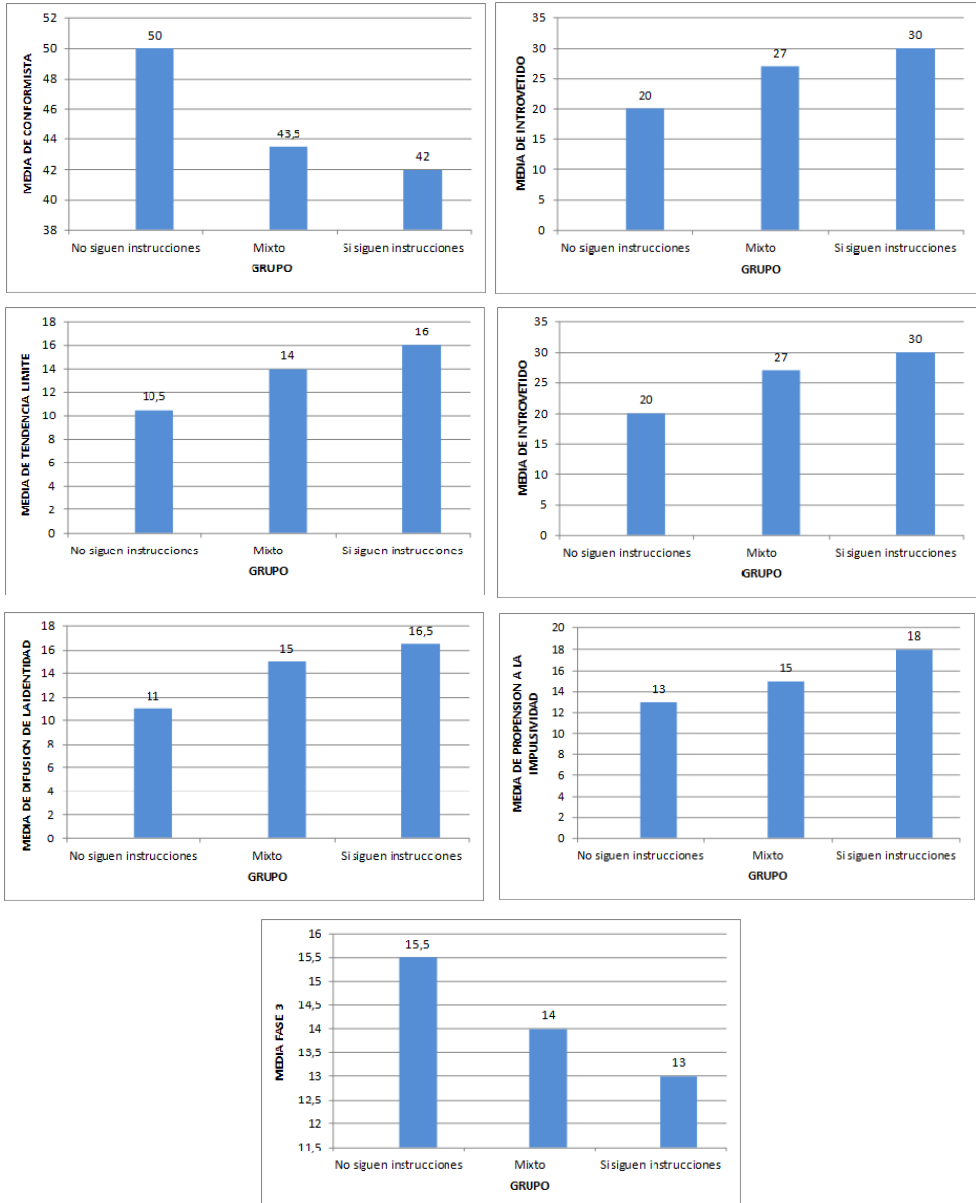 MEDIA DE CONFORMISTA
52
50
48
46
44
42
40
38
50
43,5
42
No siguen instrucciones
Mixto
Si siguen instrucciones
GRUPO
MEDIA DE INTROVETIDO
35
30
25
20
15
10
5
0
20
27
30
No siguen instrucciones
Mixto
Si siguen instrucciones
GRUPO
MEDIA DE TENDENCIA LIMITE
18
16
14
12
10
8
6
4
2
0
10,5
14
16
No siguen instrucciones
Mixto
Si siguen instrucciones
GRUPO
MEDIA DE INTROVETIDO
35
30
25
20
15
10
5
0
20
27
30
No siguen instrucciones
Mixto
Si siguen instrucciones
GRUPO
MEDIA DE DIFUSION DE LA IDENTIDAD
18
16
14
12
10
8
6
4
2
0
11
15
16,5
No siguen instrucciones
Mixto
Si siguen instrucciones
GRUPO
MEDIA DE PROPENSION A LA
IMPULSIVIDAD
20
18
16
14
12
10
8
6
4
2
0
13
15
18
No siguen instrucciones
Mixto
Si siguen instrucciones
GRUPO
MEDIA FASE 3
16
15,5
15
14,5
14
13,5
13
12,5
12
11,5
15,5
14
13
No siguen instrucciones
Mixto
Si siguen instrucciones
GRUPO